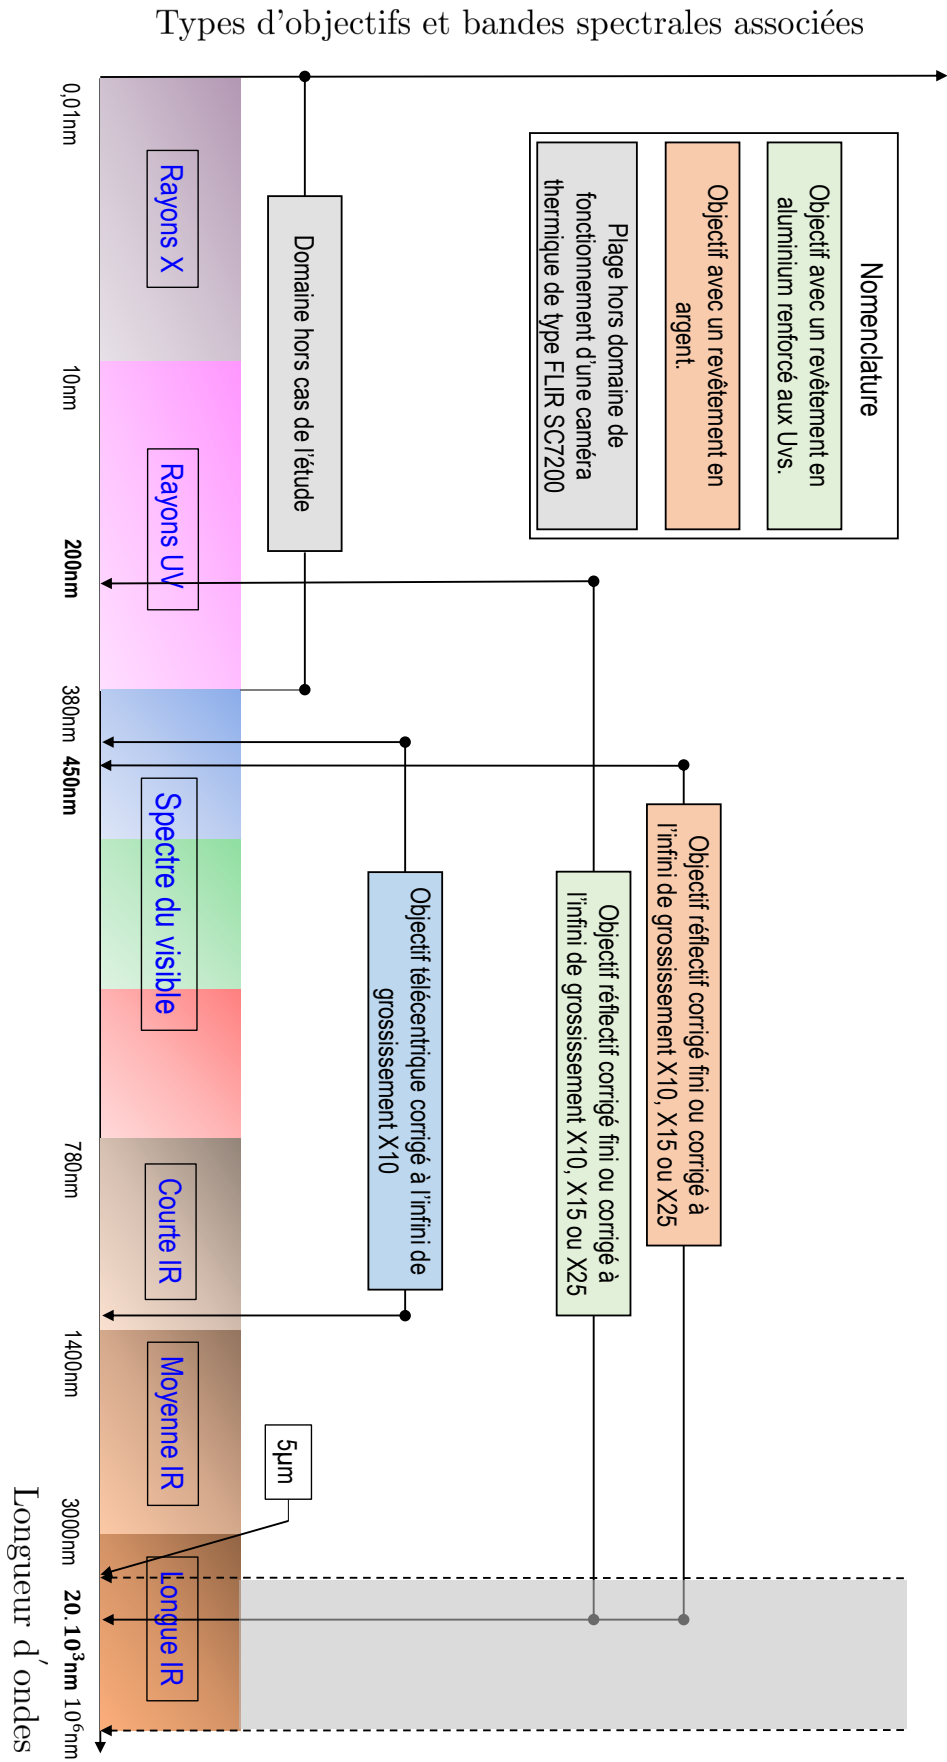 Types d'objectifs et bandes spectrales associées
Nomenclature
Objectif avec un revêtement en
aluminium renforcé aux Uvs.
Objectif avec un revêtement en
argent.
Plage hors domaine de
fonctionnement d'une caméra
thermique de type FLIR SC7200
Objectif réflectif corrigé fini ou corrigé à
l'infini de grossissement X10, X15 ou X25
Objectif réflectif corrigé fini ou corrigé à
l'infini de grossissement X10, X15 ou X25
Objectif télécentrique corrigé à l'infini de
grossissement X10
Domaine hors cas de l'étude
5µm
Rayons X
Rayons UV
Spectre du visible
Courte IR
Moyenne IR
Longue IR
0,01nm
10nm
200nm
380nm
450nm
780nm
1400nm
3000nm
20.10³nm
10⁶nm
Longueur d'ondes